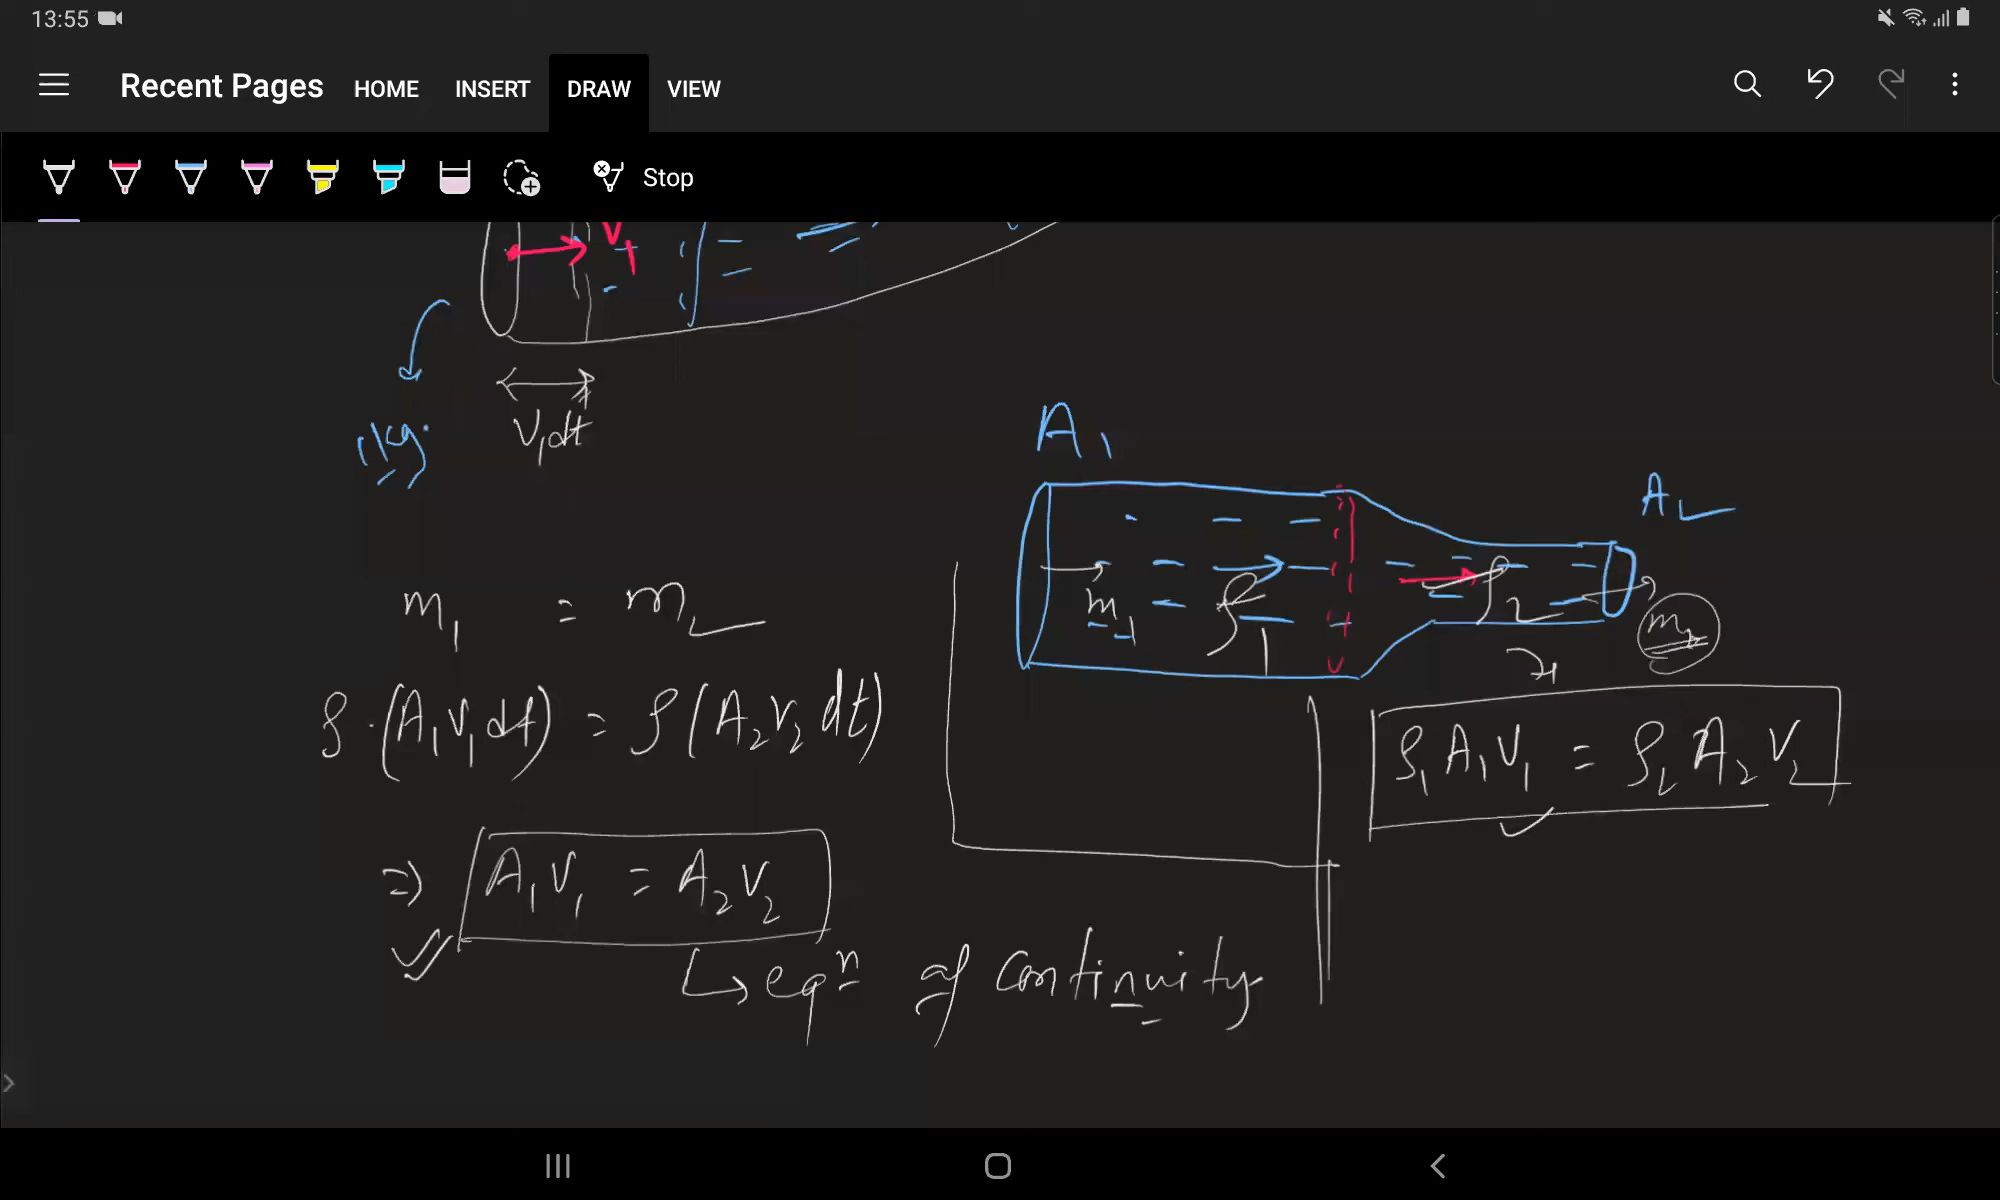 13:55
Recent Pages HOME INSERT DRAW VIEW
Stop
V1
V1dt
1kg.
A1
A2
m1
ρ1
ρ2
m2
m1 = m2
ρ.(A1V1dt) = ρ(A2V2dt)
⇒ A1V1 = A2V2
↳ eqn of continuity
ρ1A1V1 = ρ2A2V2